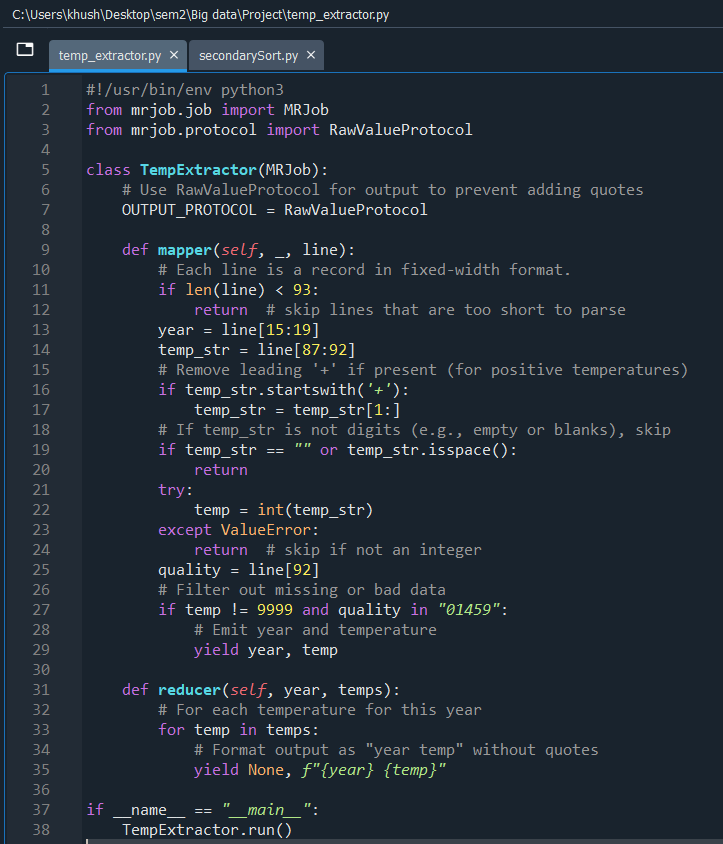 C:\Users\khush\Desktop\sem2\Big data\Project\temp_extractor.py
temp_extractor.py × secondarySort.py ×
1 #!/usr/bin/env python3
2 from mrjob.job import MRJob
3 from mrjob.protocol import RawValueProtocol
4
5 class TempExtractor(MRJob):
6     # Use RawValueProtocol for output to prevent adding quotes
7     OUTPUT_PROTOCOL = RawValueProtocol
8
9     def mapper(self, _, line):
10         # Each line is a record in fixed-width format.
11         if len(line) < 93:
12             return  # skip lines that are too short to parse
13         year = line[15:19]
14         temp_str = line[87:92]
15         # Remove leading '+' if present (for positive temperatures)
16         if temp_str.startswith('+'):
17             temp_str = temp_str[1:]
18         # If temp_str is not digits (e.g., empty or blanks), skip
19         if temp_str == "" or temp_str.isspace():
20             return
21         try:
22             temp = int(temp_str)
23         except ValueError:
24             return  # skip if not an integer
25         quality = line[92]
26         # Filter out missing or bad data
27         if temp != 9999 and quality in "01459":
28             # Emit year and temperature
29             yield year, temp
30
31     def reducer(self, year, temps):
32         # For each temperature for this year
33         for temp in temps:
34             # Format output as "year temp" without quotes
35             yield None, f"{year} {temp}"
36
37 if __name__ == "__main__":
38     TempExtractor.run()